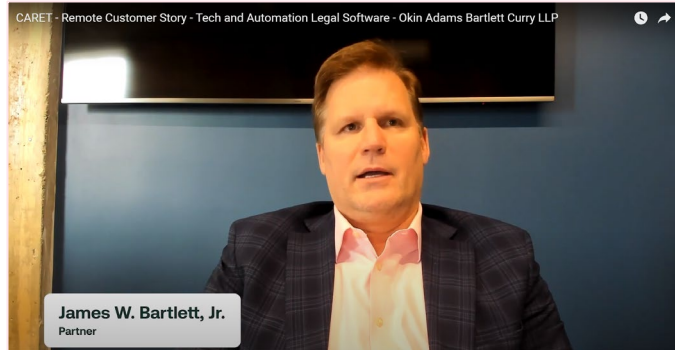 CARET - Remote Customer Story - Tech and Automation Legal Software - Okin Adams Bartlett Curry LLP
James W. Bartlett, Jr.
Partner